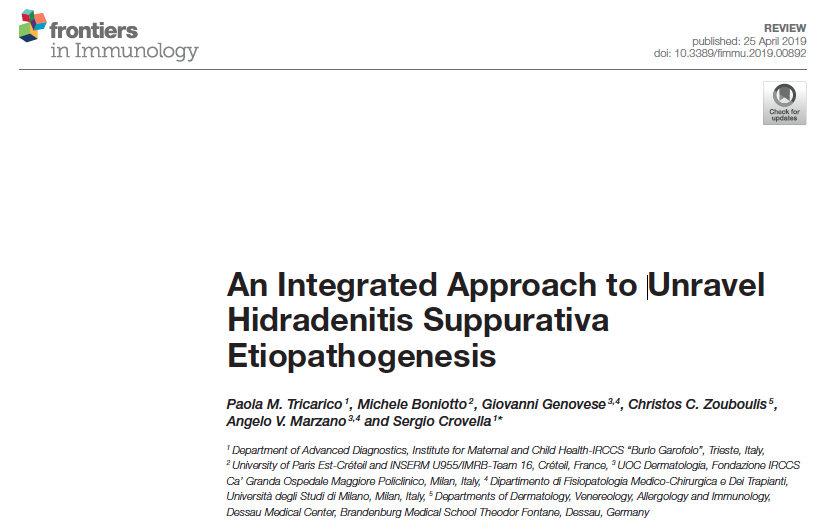 frontiers
in Immunology
REVIEW
published: 25 April 2019
doi: 10.3389/fimmu.2019.00892
Check for
updates
An Integrated Approach to Unravel
Hidradenitis Suppurativa
Etiopathogenesis
Paola M. Tricarico 1, Michele Boniotto 2, Giovanni Genovese 3,4, Christos C. Zouboulis 5,
Angelo V. Marzano 3,4 and Sergio Crovella 1*
1 Department of Advanced Diagnostics, Institute for Maternal and Child Health-IRCCS “Burlo Garofolo”, Trieste, Italy,
2 University of Paris Est-Créteil and INSERM U955/IMRB-Team 16, Créteil, France, 3 UOC Dermatologia, Fondazione IRCCS
Ca’ Granda Ospedale Maggiore Policlinico, Milan, Italy, 4 Dipartimento di Fisiopatologia Medico-Chirurgica e Dei Trapianti,
Università degli Studi di Milano, Milan, Italy, 5 Departments of Dermatology, Venereology, Allergology and Immunology,
Dessau Medical Center, Brandenburg Medical School Theodor Fontane, Dessau, Germany